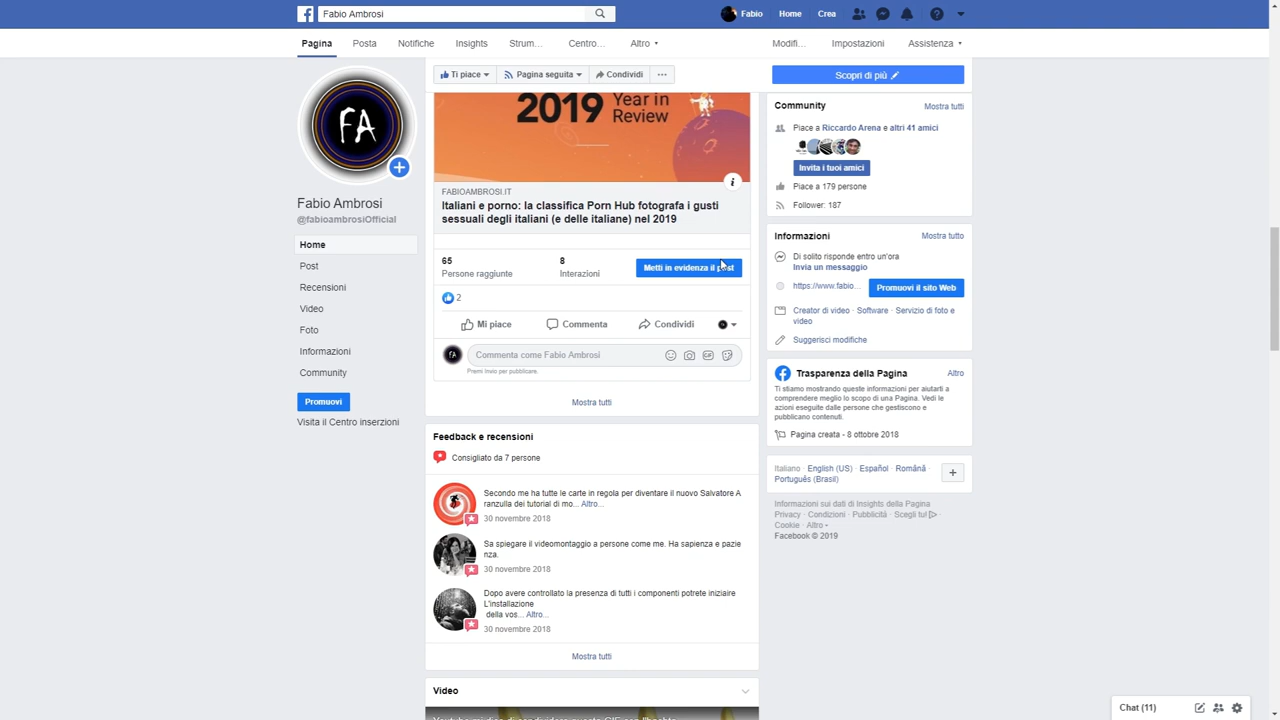 Fabio Ambrosi
Fabio
Home
Crea
Pagina
Posta
Notifiche
Insights
Strum...
Centro...
Altro
Modifi...
Impostazioni
Assistenza
Ti piace
Pagina seguita
Condividi
Scopri di più
FA
Fabio Ambrosi
@fabioambrosiOfficial
Home
Post
Recensioni
Video
Foto
Informazioni
Community
Promuovi
Visita il Centro inserzioni
2019 Year in
Review
FABIOAMBROSI.IT
Italiani e porno: la classifica Porn Hub fotografa i gusti
sessuali degli italiani (e delle italiane) nel 2019
65
Persone raggiunte
8
Interazioni
Metti in evidenza il post
2
Mi piace
Commenta
Condividi
FA
Commenta come Fabio Ambrosi
GIF
Premi Invio per pubblicare.
Mostra tutti
Feedback e recensioni
Consigliato da 7 persone
Secondo me ha tutte le carte in regola per diventare il nuovo Salvatore A
ranzulla dei tutorial di mo... Altro...
30 novembre 2018
Sa spiegare il videomontaggio a persone come me. Ha sapienza e pazie
nza.
30 novembre 2018
Dopo avere controllato la presenza di tutti i componenti potrete iniziaire
L'installazione
della vos... Altro...
30 novembre 2018
Mostra tutti
Video
Community
Mostra tutti
Piace a Riccardo Arena e altri 41 amici
Invita i tuoi amici
Piace a 179 persone
Follower: 187
Informazioni
Mostra tutto
Di solito risponde entro un'ora
Invia un messaggio
https://www.fabio...
Promuovi il sito Web
Creator di video · Software · Servizio di foto e
video
Suggerisci modifiche
Trasparenza della Pagina
Altro
Ti stiamo mostrando queste informazioni per aiutarti a
comprendere meglio lo scopo di una Pagina. Vedi le
azioni eseguite dalle persone che gestiscono e
pubblicano contenuti.
Pagina creata - 8 ottobre 2018
Italiano · English (US) · Español · Română ·
Português (Brasil)
Informazioni sui dati di Insights della Pagina
Privacy · Condizioni · Pubblicità · Scegli tu! ·
Cookie · Altro
Facebook © 2019
Chat (11)